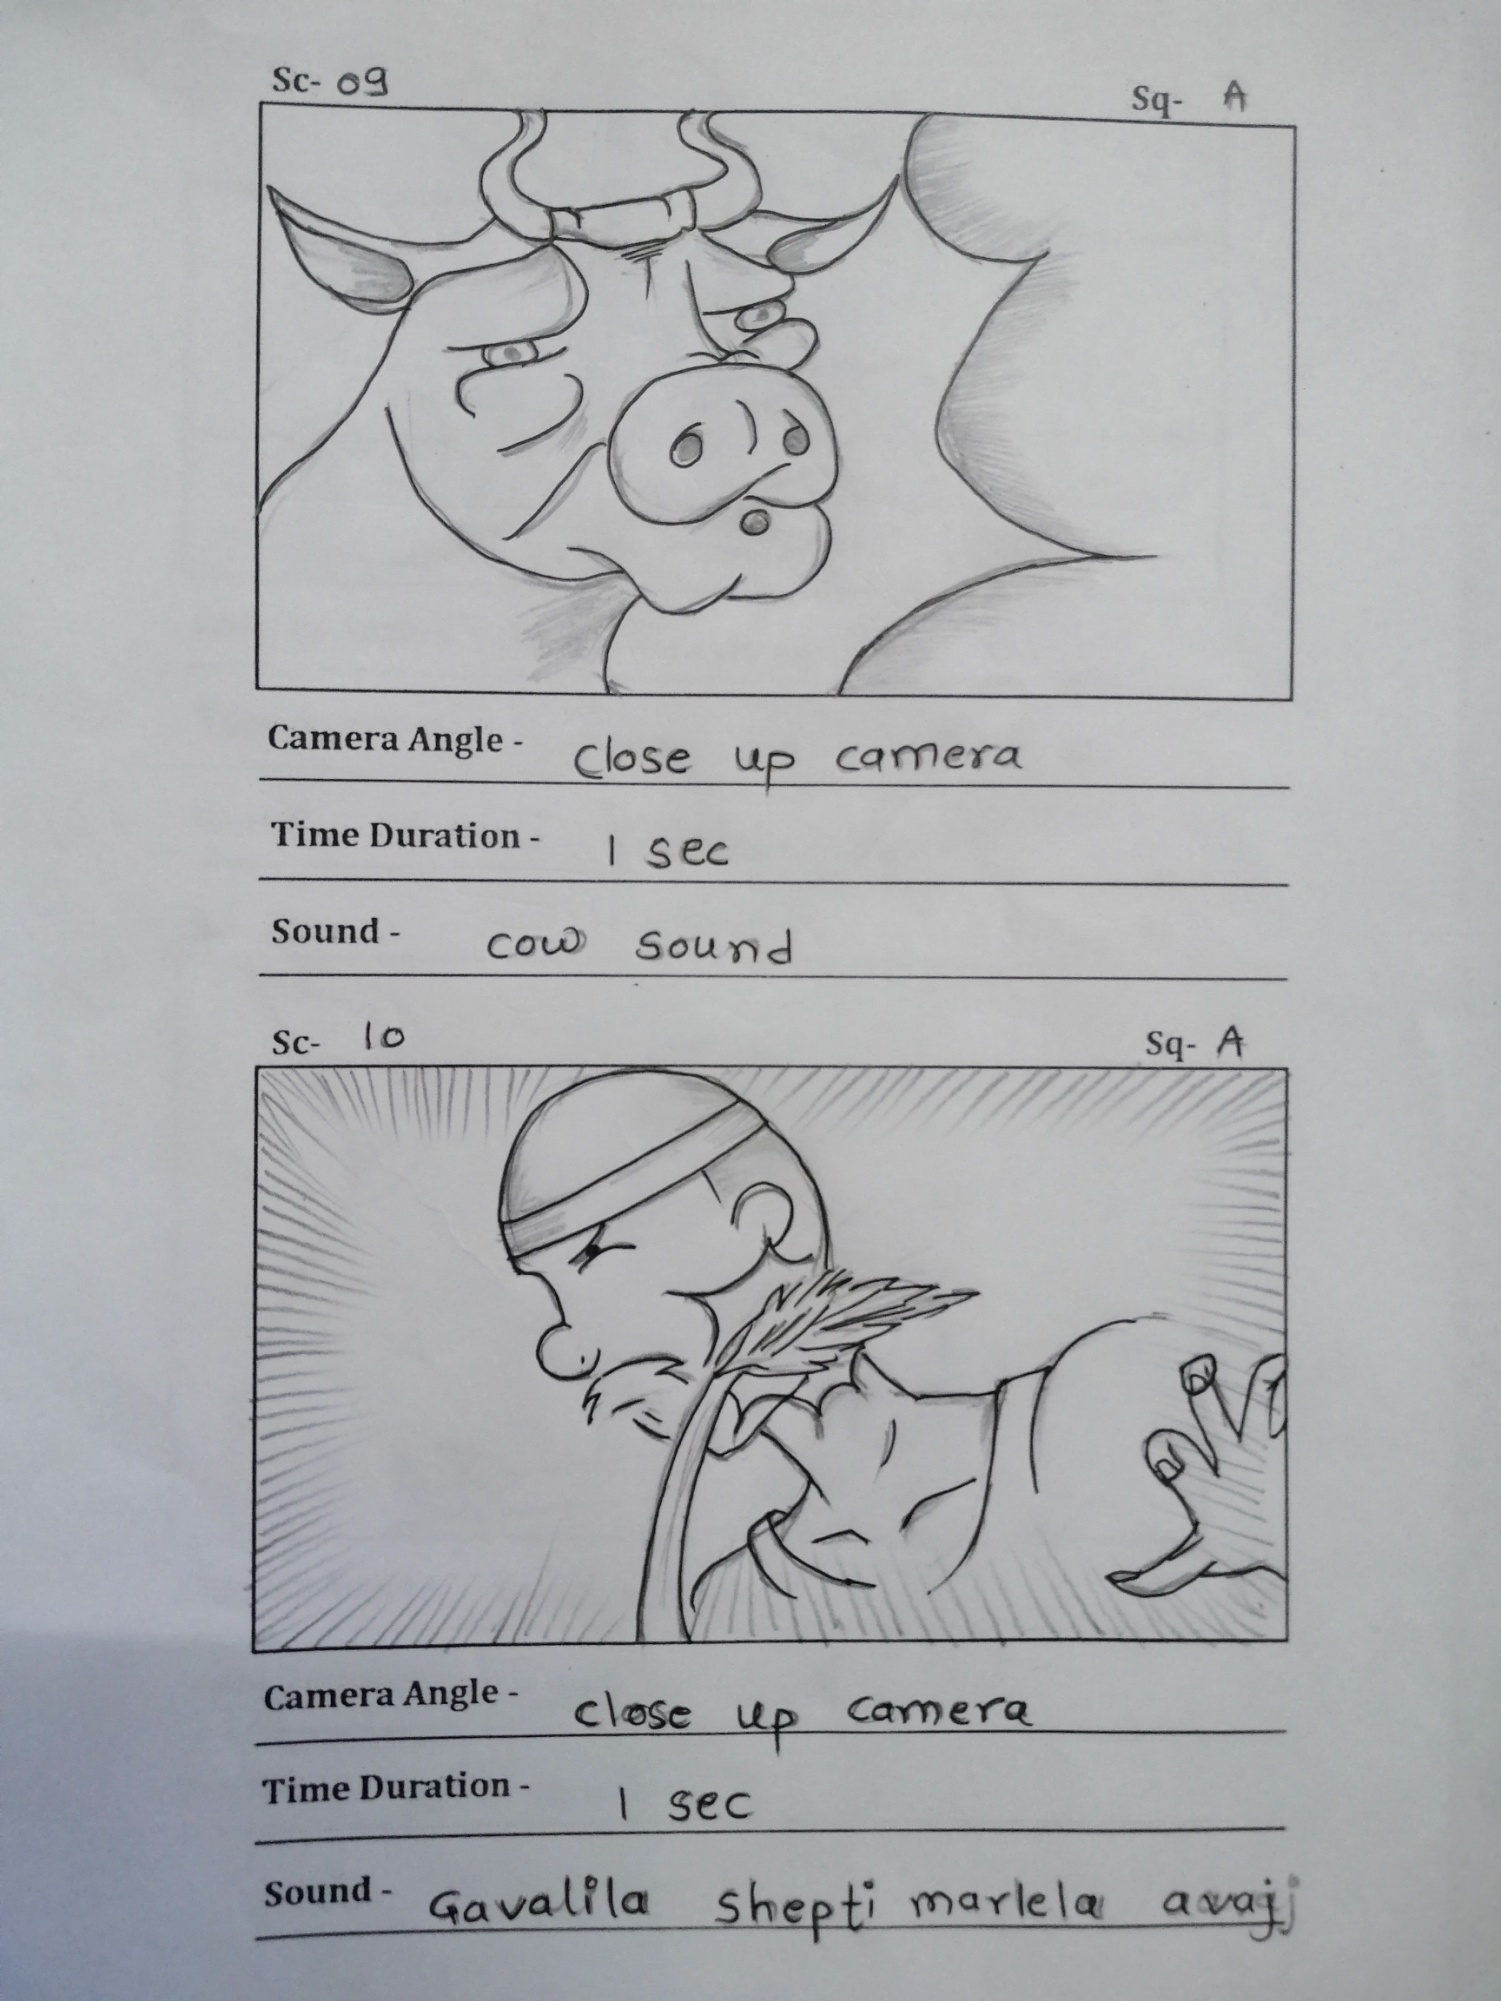 Sc- 09
Sq- A
Camera Angle - close up camera
Time Duration - 1 sec
Sound - cow sound
Sc- 10
Sq- A
Camera Angle - close up camera
Time Duration - 1 sec
Sound - Gavalila shepti marlela avajj